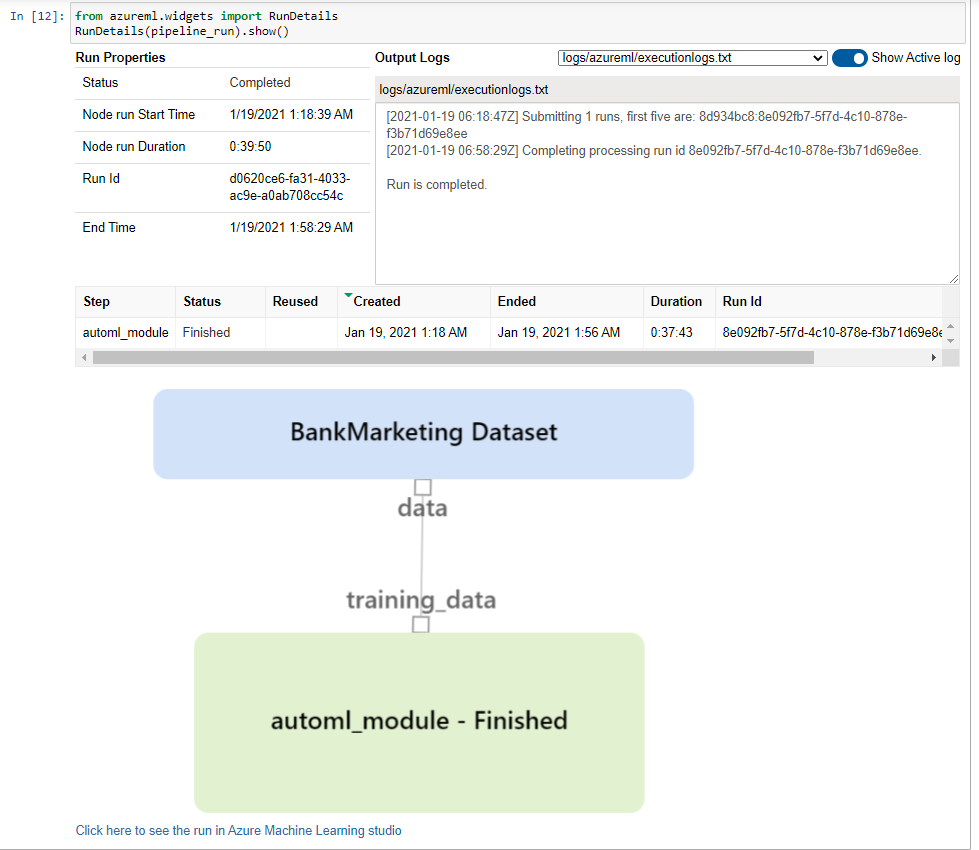 In [12]: from azureml.widgets import RunDetails
RunDetails(pipeline_run).show()
Run Properties
Status Completed
Node run Start Time 1/19/2021 1:18:39 AM
Node run Duration 0:39:50
Run Id d0620ce6-fa31-4033-
ac9e-a0ab708cc54c
End Time 1/19/2021 1:58:29 AM
Output Logs logs/azureml/executionlogs.txt Show Active log
logs/azureml/executionlogs.txt
[2021-01-19 06:18:47Z] Submitting 1 runs, first five are: 8d934bc8:8e092fb7-5f7d-4c10-878e-
f3b71d69e8ee
[2021-01-19 06:58:29Z] Completing processing run id 8e092fb7-5f7d-4c10-878e-f3b71d69e8ee.
Run is completed.
Step Status Reused Created Ended Duration Run Id
automl_module Finished Jan 19, 2021 1:18 AM Jan 19, 2021 1:56 AM 0:37:43 8e092fb7-5f7d-4c10-878e-f3b71d69e8e
BankMarketing Dataset
data
training_data
automl_module - Finished
Click here to see the run in Azure Machine Learning studio